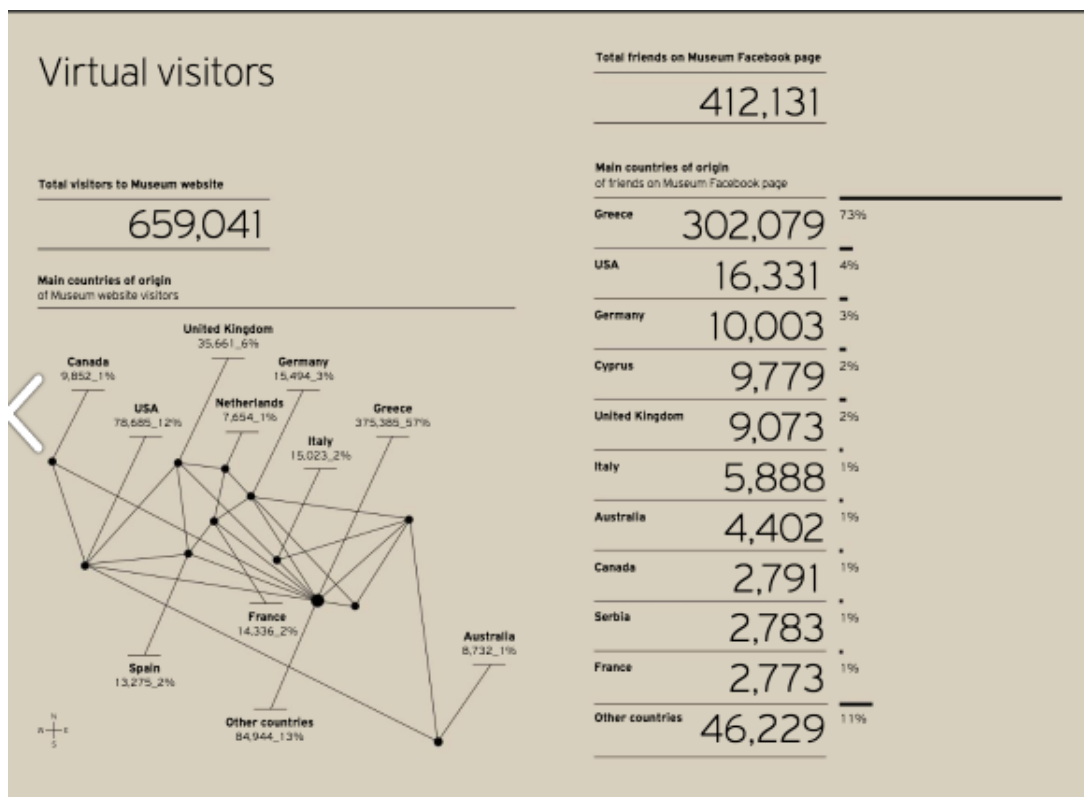 Virtual visitors
Total visitors to Museum website
659,041
Main countries of origin
of Museum website visitors
United Kingdom
35,661_6%
Canada
9,852_1%
Germany
15,494_3%
USA
78,685_12%
Netherlands
7,654_1%
Greece
375,385_57%
Italy
15,023_2%
France
14,336_2%
Australia
8,732_1%
Spain
13,275_2%
Other countries
84,944_13%
N
W E
S
Total friends on Museum Facebook page
412,131
Main countries of origin
of friends on Museum Facebook page
Greece 302,079 73%
USA 16,331 4%
Germany 10,003 3%
Cyprus 9,779 2%
United Kingdom 9,073 2%
Italy 5,888 1%
Australia 4,402 1%
Canada 2,791 1%
Serbia 2,783 1%
France 2,773 1%
Other countries 46,229 11%